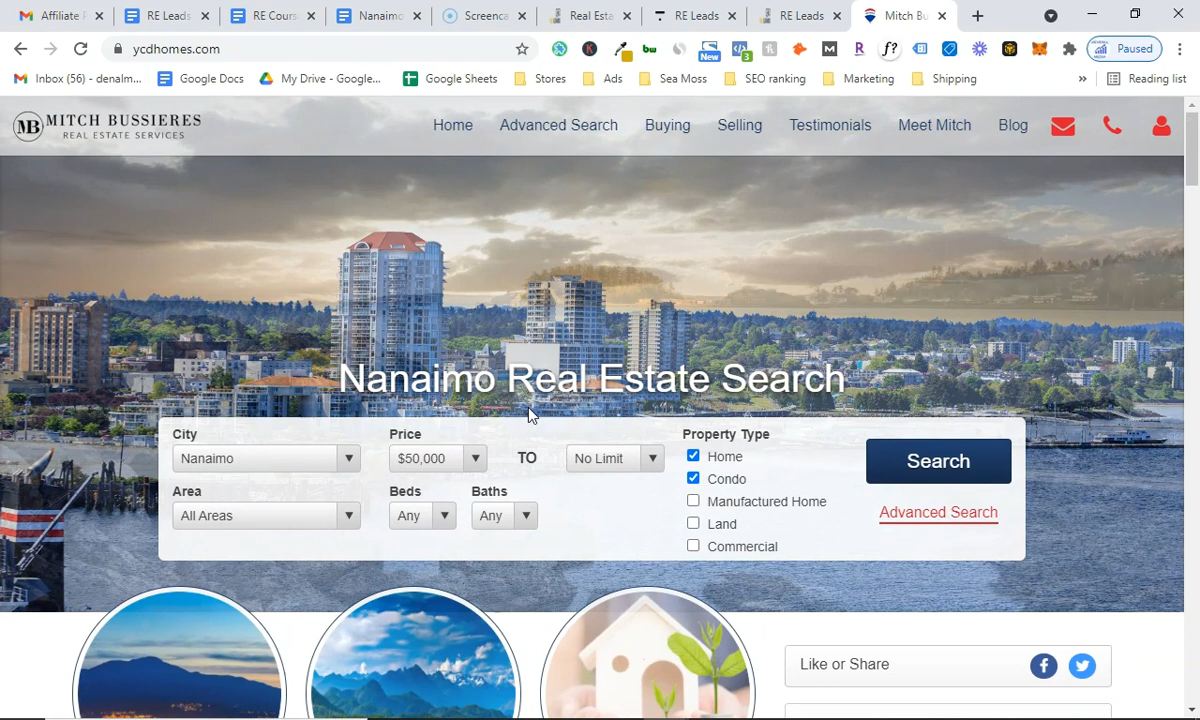 Affiliate P
RE Leads
RE Cours
Nanaimo
Screenca
Real Esta
RE Leads
RE Leads
Mitch Bu
ycdhomes.com
New
3
Paused
Inbox (56) - denalm...
Google Docs
My Drive - Google...
Google Sheets
Stores
Ads
Sea Moss
SEO ranking
Marketing
Shipping
»
Reading list
MB MITCH BUSSIERES
REAL ESTATE SERVICES
Home
Advanced Search
Buying
Selling
Testimonials
Meet Mitch
Blog
Nanaimo Real Estate Search
City
Price
Property Type
Nanaimo
$50,000
TO
No Limit
Home
Search
Condo
Area
Beds
Baths
Manufactured Home
All Areas
Any
Any
Advanced Search
Land
Commercial
Like or Share